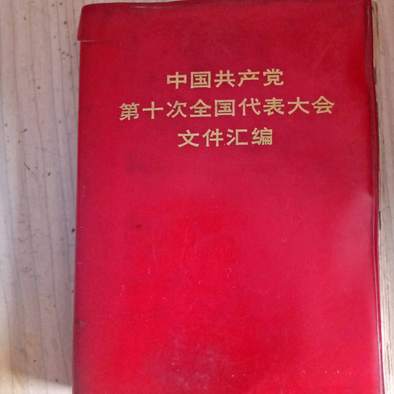 中国共产党
第十次全国代表大会
文件汇编